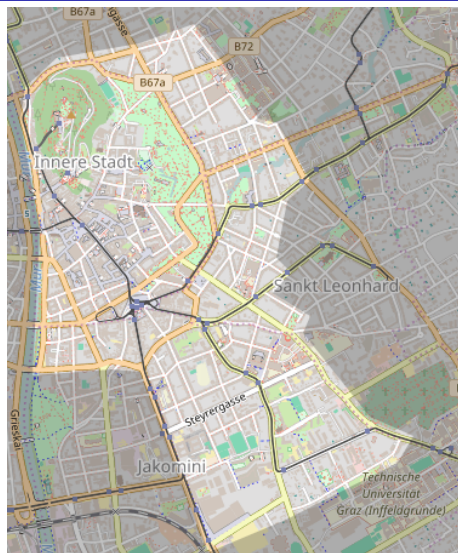 B67a
B72
B67a
Innere Stadt
Sankt Leonhard
Grieskai
Steyrergasse
Jakomini
Technische
Universität
Graz (Inffeldgründe)